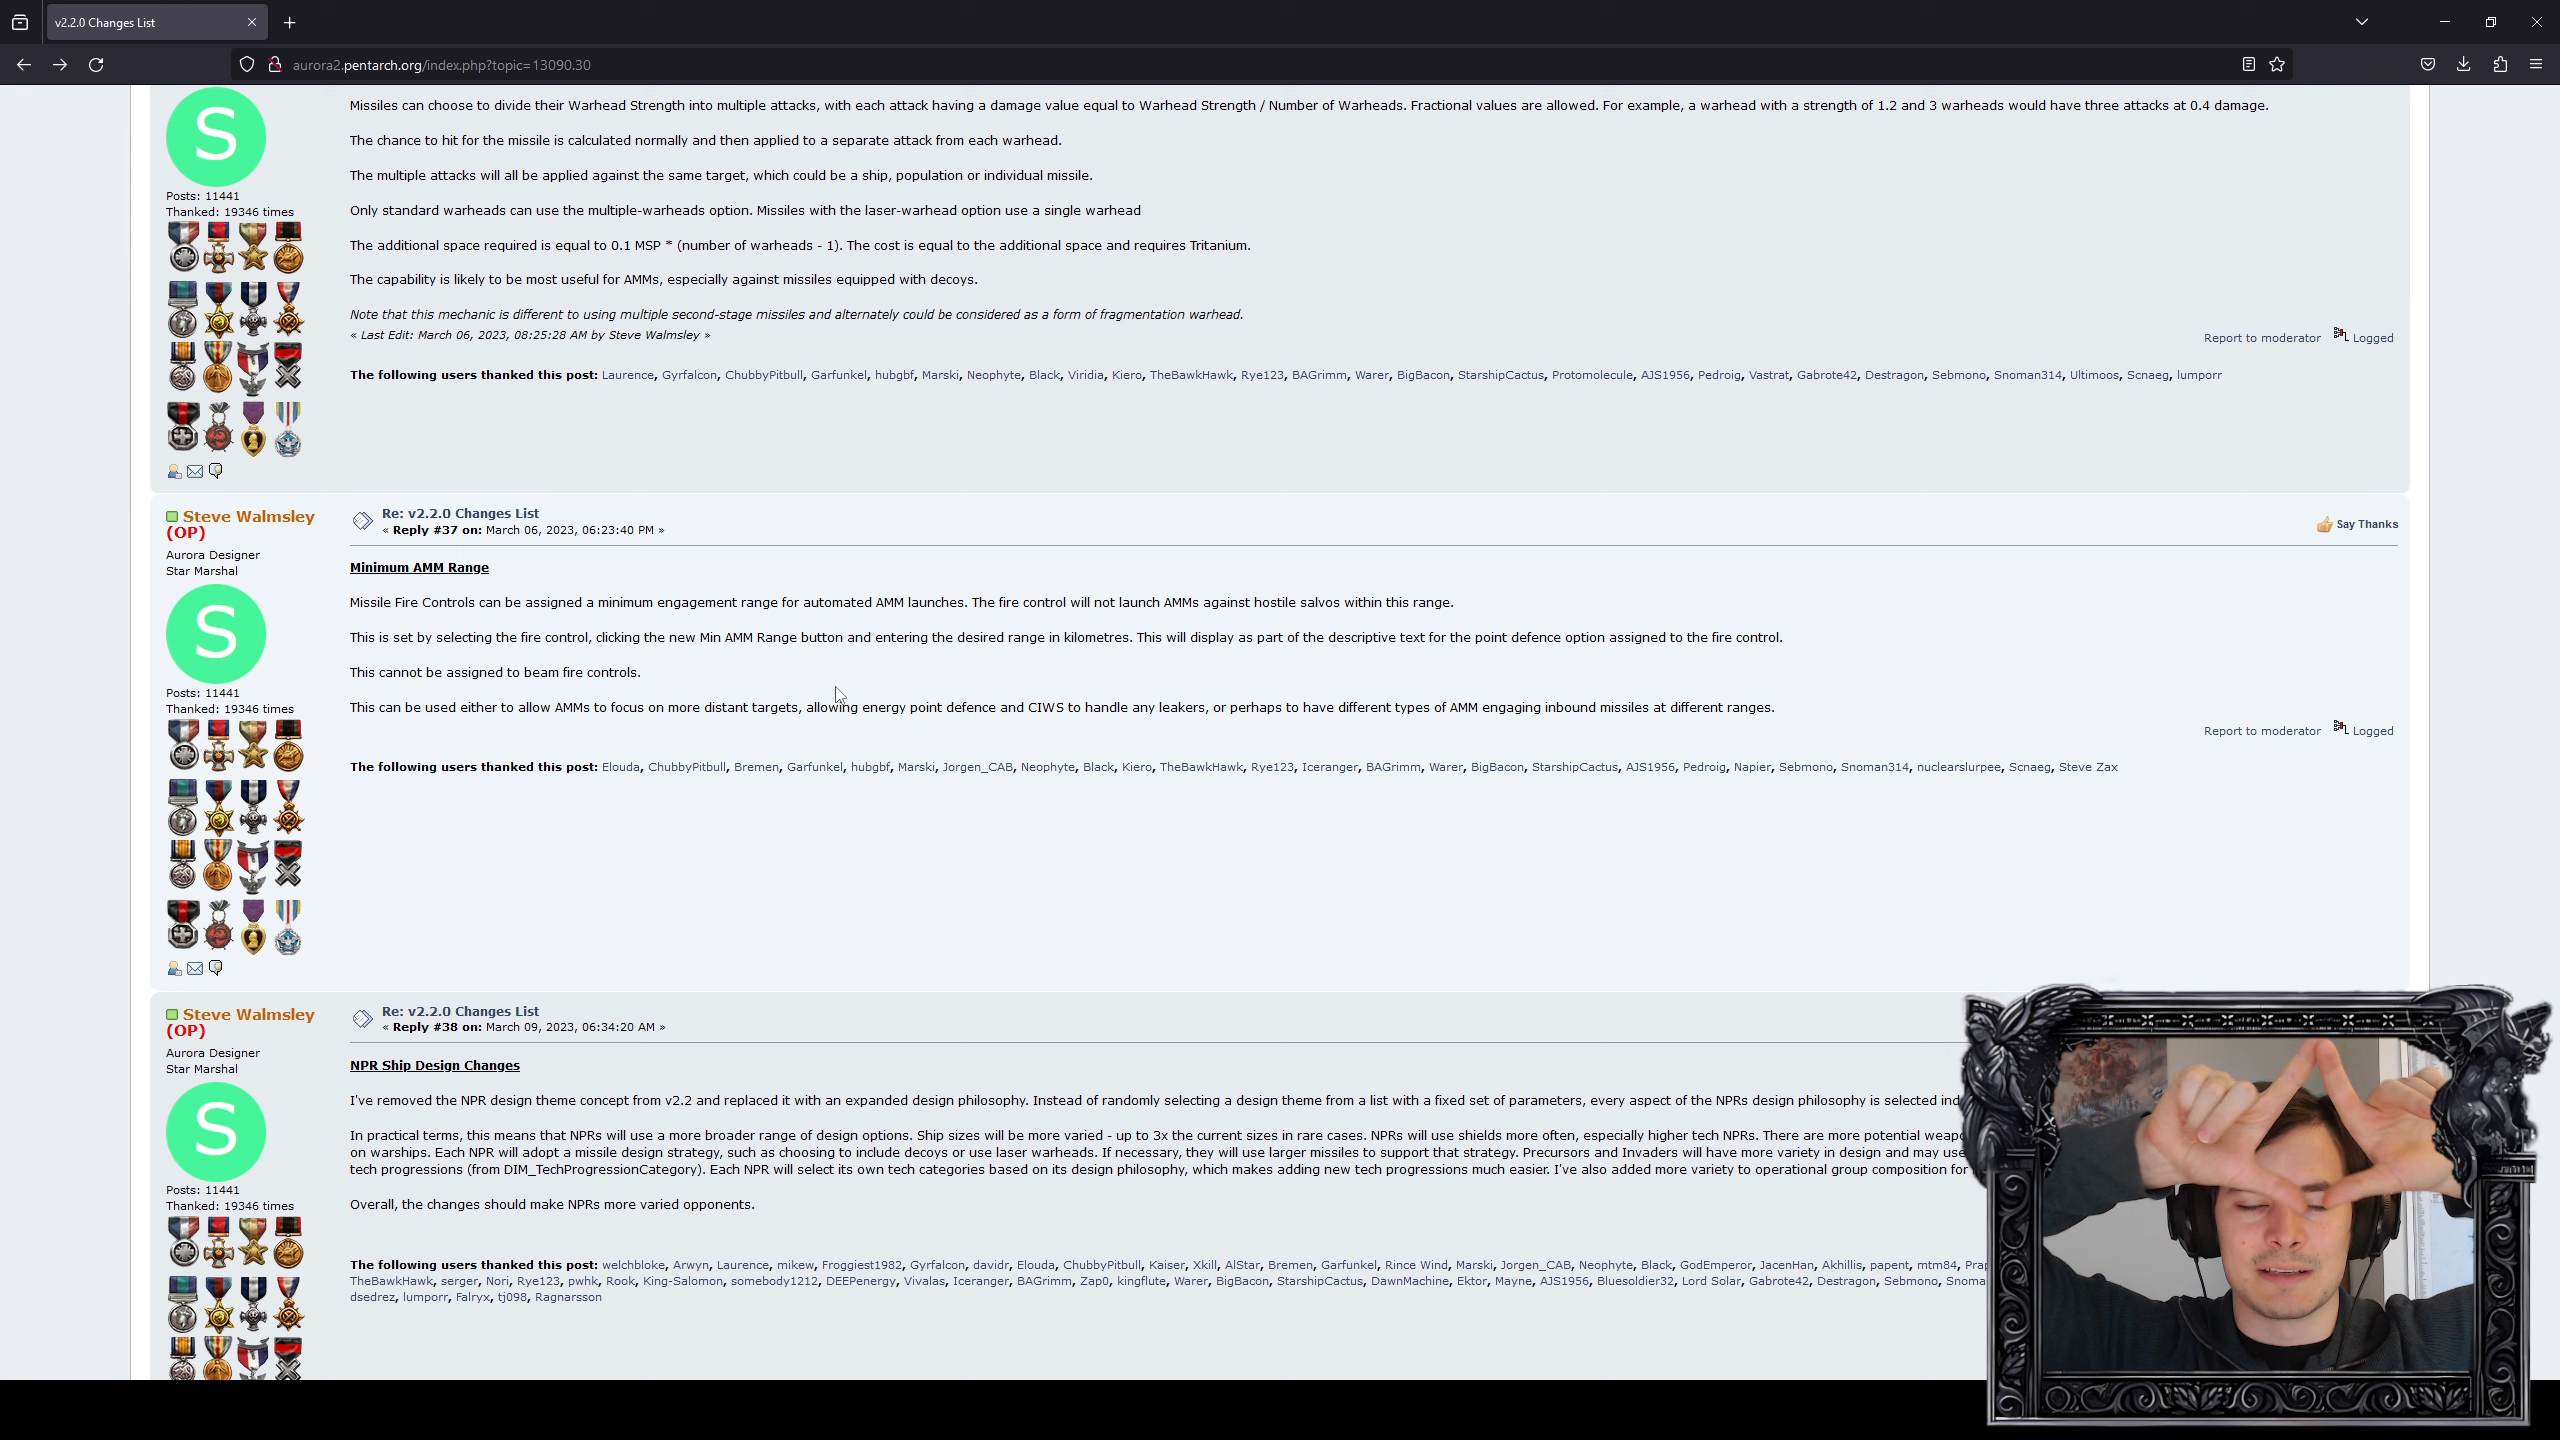 v2.2.0 Changes List
aurora2.pentarch.org/index.php?topic=13090.30
S
Posts: 11441
Thanked: 19346 times
Missiles can choose to divide their Warhead Strength into multiple attacks, with each attack having a damage value equal to Warhead Strength / Number of Warheads. Fractional values are allowed. For example, a warhead with a strength of 1.2 and 3 warheads would have three attacks at 0.4 damage.
The chance to hit for the missile is calculated normally and then applied to a separate attack from each warhead.
The multiple attacks will all be applied against the same target, which could be a ship, population or individual missile.
Only standard warheads can use the multiple-warheads option. Missiles with the laser-warhead option use a single warhead
The additional space required is equal to 0.1 MSP * (number of warheads - 1). The cost is equal to the additional space and requires Tritanium.
The capability is likely to be most useful for AMMs, especially against missiles equipped with decoys.
Note that this mechanic is different to using multiple second-stage missiles and alternately could be considered as a form of fragmentation warhead.
« Last Edit: March 06, 2023, 08:25:28 AM by Steve Walmsley »
Report to moderator Logged
The following users thanked this post: Laurence, Gyrfalcon, ChubbyPitbull, Garfunkel, hubgbf, Marski, Neophyte, Black, Viridia, Kiero, TheBawkHawk, Rye123, BAGrimm, Warer, BigBacon, StarshipCactus, Protomolecule, AJS1956, Pedroig, Vastrat, Gabrote42, Destragon, Sebmono, Snoman314, Ultimoos, Scnaeg, lumporr
Steve Walmsley
(OP)
Aurora Designer
Star Marshal
S
Posts: 11441
Thanked: 19346 times
Re: v2.2.0 Changes List
« Reply #37 on: March 06, 2023, 06:23:40 PM »
Say Thanks
Minimum AMM Range
Missile Fire Controls can be assigned a minimum engagement range for automated AMM launches. The fire control will not launch AMMs against hostile salvos within this range.
This is set by selecting the fire control, clicking the new Min AMM Range button and entering the desired range in kilometres. This will display as part of the descriptive text for the point defence option assigned to the fire control.
This cannot be assigned to beam fire controls.
This can be used either to allow AMMs to focus on more distant targets, allowing energy point defence and CIWS to handle any leakers, or perhaps to have different types of AMM engaging inbound missiles at different ranges.
Report to moderator Logged
The following users thanked this post: Elouda, ChubbyPitbull, Bremen, Garfunkel, hubgbf, Marski, Jorgen_CAB, Neophyte, Black, Kiero, TheBawkHawk, Rye123, Iceranger, BAGrimm, Warer, BigBacon, StarshipCactus, AJS1956, Pedroig, Napier, Sebmono, Snoman314, nuclearslurpee, Scnaeg, Steve Zax
Steve Walmsley
(OP)
Aurora Designer
Star Marshal
S
Posts: 11441
Thanked: 19346 times
Re: v2.2.0 Changes List
« Reply #38 on: March 09, 2023, 06:34:20 AM »
NPR Ship Design Changes
I've removed the NPR design theme concept from v2.2 and replaced it with an expanded design philosophy. Instead of randomly selecting a design theme from a list with a fixed set of parameters, every aspect of the NPRs design philosophy is selected
In practical terms, this means that NPRs will use a more broader range of design options. Ship sizes will be more varied - up to 3x the current sizes in rare cases. NPRs will use shields more often, especially higher tech NPRs. There are more potential
on warships. Each NPR will adopt a missile design strategy, such as choosing to include decoys or use laser warheads. If necessary, they will use larger missiles to support that strategy. Precursors and Invaders will have more variety in design and may use
tech progressions (from DIM_TechProgressionCategory). Each NPR will select its own tech categories based on its design philosophy, which makes adding new tech progressions much easier. I've also added more variety to operational group composition for
Overall, the changes should make NPRs more varied opponents.
The following users thanked this post: welchbloke, Arwyn, Laurence, mikew, Froggiest1982, Gyrfalcon, davidr, Elouda, ChubbyPitbull, Kaiser, Xkill, AlStar, Bremen, Garfunkel, Rince Wind, Marski, Jorgen_CAB, Neophyte, Black, GodEmperor, JacenHan, Akhillis, papent, mtm84,
TheBawkHawk, serger, Nori, Rye123, pwhk, Rook, King-Salomon, somebody1212, DEEPenergy, Vivalas, Iceranger, BAGrimm, Zap0, kingflute, Warer, BigBacon, StarshipCactus, DawnMachine, Ektor, Mayne, AJS1956, Bluesoldier32, Lord Solar, Gabrote42, Destragon, Sebmono,
dsedrez, lumporr, Falryx, tj098, Ragnarsson